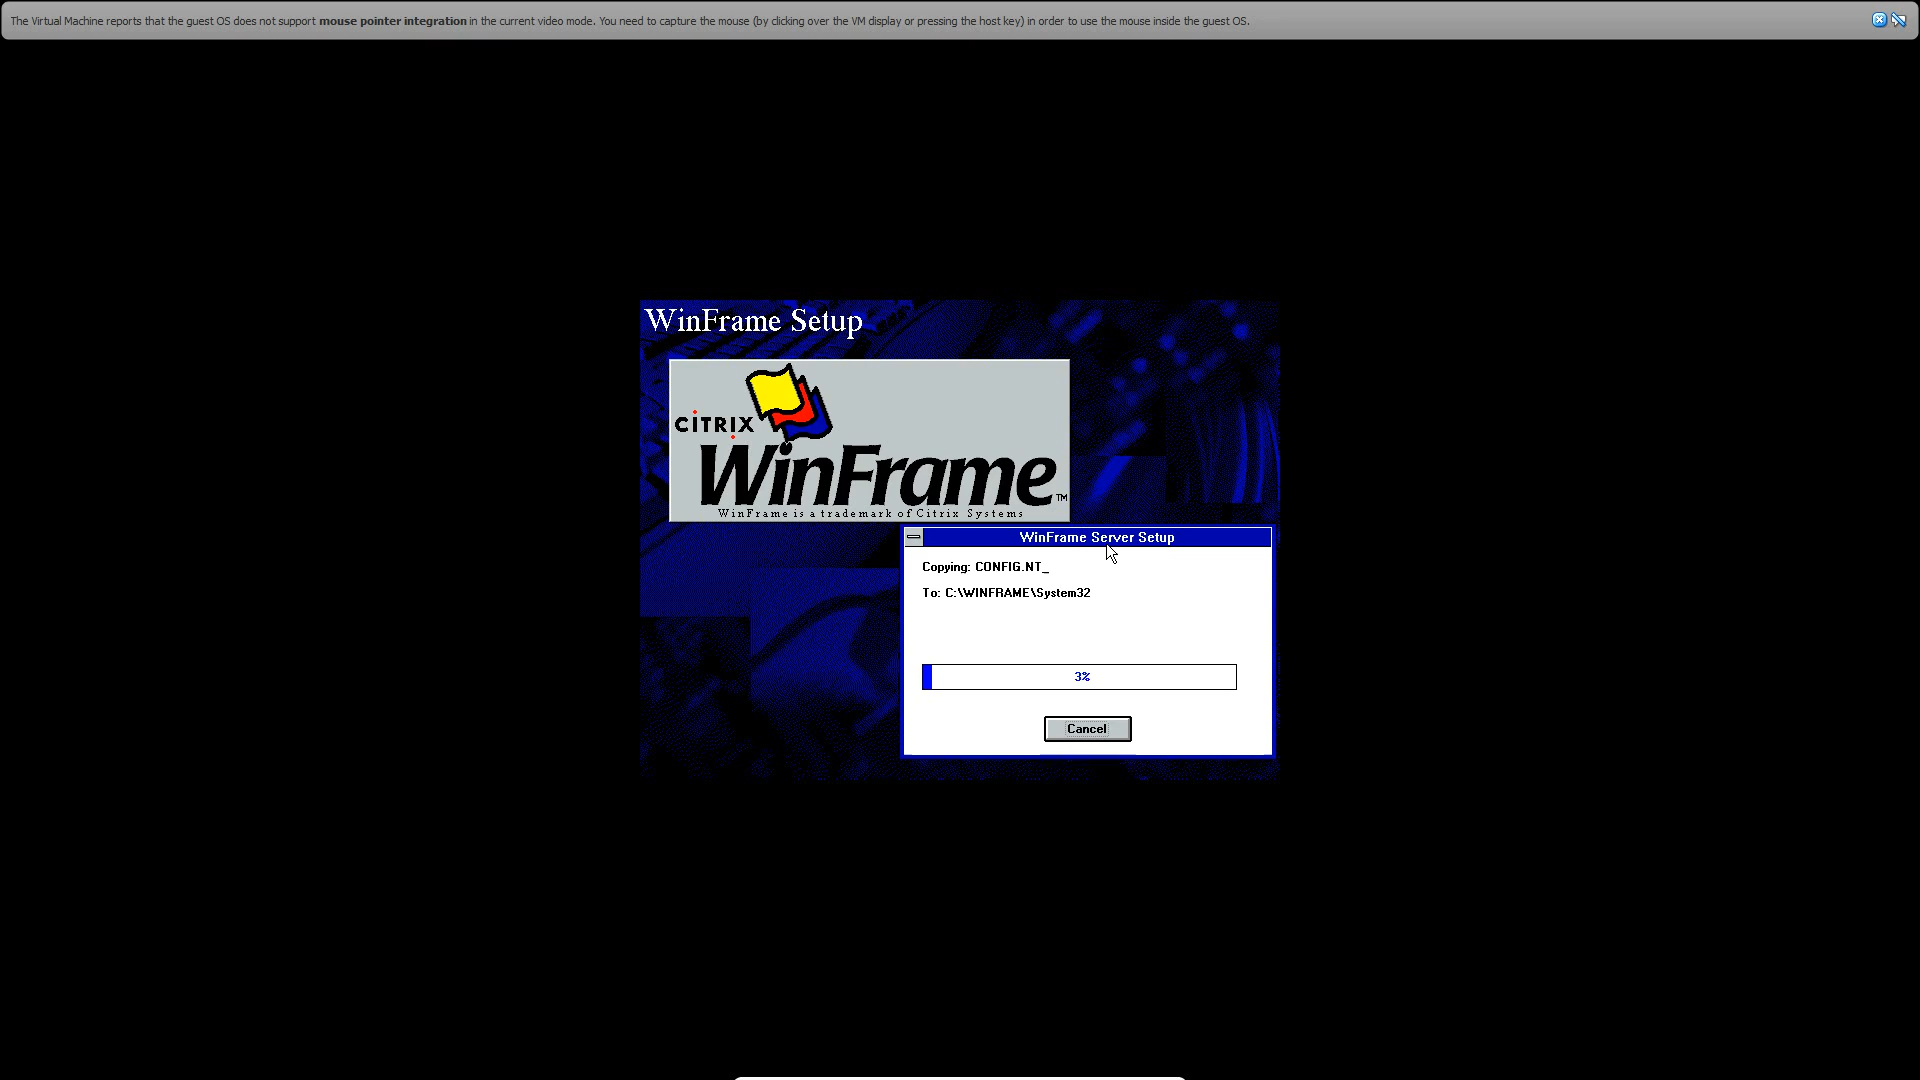 The Virtual Machine reports that the guest OS does not support mouse pointer integration in the current video mode. You need to capture the mouse (by clicking over the VM display or pressing the host key) in order to use the mouse inside the guest OS.
WinFrame Setup
CiTRiX
WinFrame™
WinFrame is a trademark of Citrix Systems
WinFrame Server Setup
Copying: CONFIG.NT_
To: C:\WINFRAME\System32
3%
Cancel